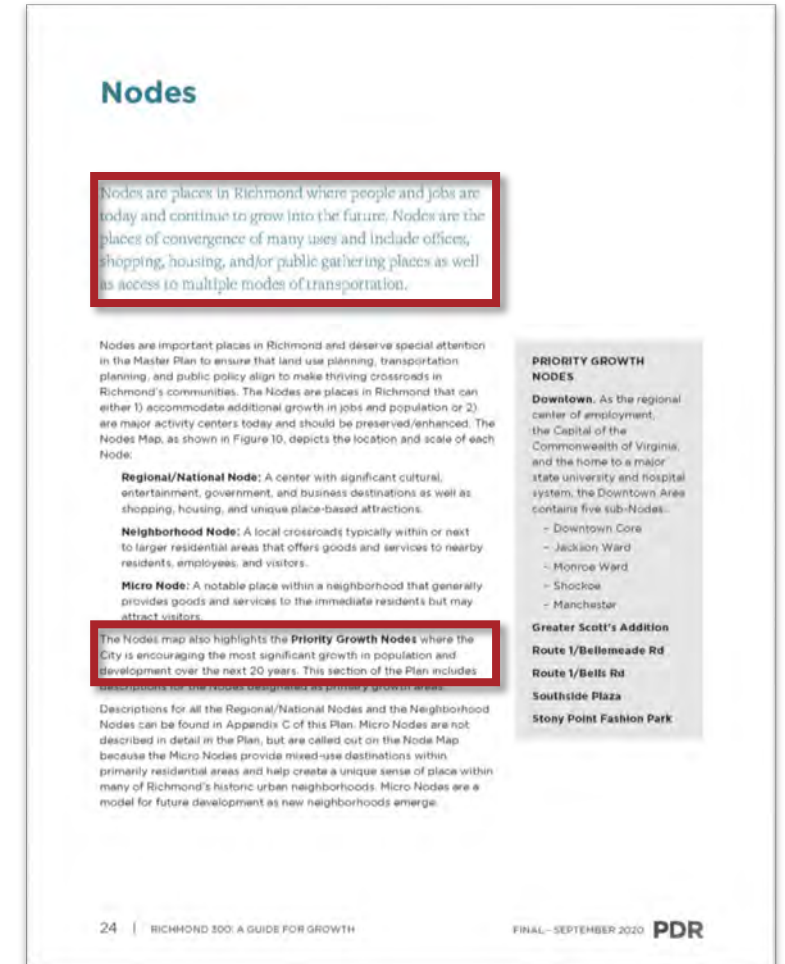 Nodes
Nodes are places in Richmond where people and jobs are
today and continue to grow into the future. Nodes are the
places of convergence of many uses and include offices,
shopping, housing, and/or public gathering places as well
as access to multiple modes of transportation.
Nodes are important places in Richmond and deserve special attention
in the Master Plan to ensure that land use planning, transportation
planning, and public policy align to make thriving crossroads in
Richmond's communities. The Nodes are places in Richmond that can
either 1) accommodate additional growth in jobs and population or 2)
are major activity centers today and should be preserved/enhanced. The
Nodes Map, as shown in Figure 10, depicts the location and scale of each
Node:
Regional/National Node: A center with significant cultural,
entertainment, government, and business destinations as well as
shopping, housing, and unique place-based attractions.
Neighborhood Node: A local crossroads typically within or next
to larger residential areas that offers goods and services to nearby
residents, employees, and visitors.
Micro Node: A notable place within a neighborhood that generally
provides goods and services to the immediate residents but may
attract visitors.
The Nodes map also highlights the Priority Growth Nodes where the
City is encouraging the most significant growth in population and
development over the next 20 years. This section of the Plan includes
descriptions for the Nodes designated as primary growth areas.
Descriptions for all the Regional/National Nodes and the Neighborhood
Nodes can be found in Appendix C of this Plan. Micro Nodes are not
described in detail in the Plan, but are called out on the Node Map
because the Micro Nodes provide mixed-use destinations within
primarily residential areas and help create a unique sense of place within
many of Richmond's historic urban neighborhoods. Micro Nodes are a
model for future development as new neighborhoods emerge.
PRIORITY GROWTH
NODES
Downtown. As the regional
center of employment,
the Capital of the
Commonwealth of Virginia,
and the home to a major
state university and hospital
system, the Downtown Area
contains five sub-Nodes..
– Downtown Core
– Jackson Ward
– Monroe Ward
– Shockoe
– Manchester
Greater Scott's Addition
Route 1/Bellemeade Rd
Route 1/Bells Rd
Southside Plaza
Stony Point Fashion Park
24 | RICHMOND 300: A GUIDE FOR GROWTH
FINAL – SEPTEMBER 2020 PDR